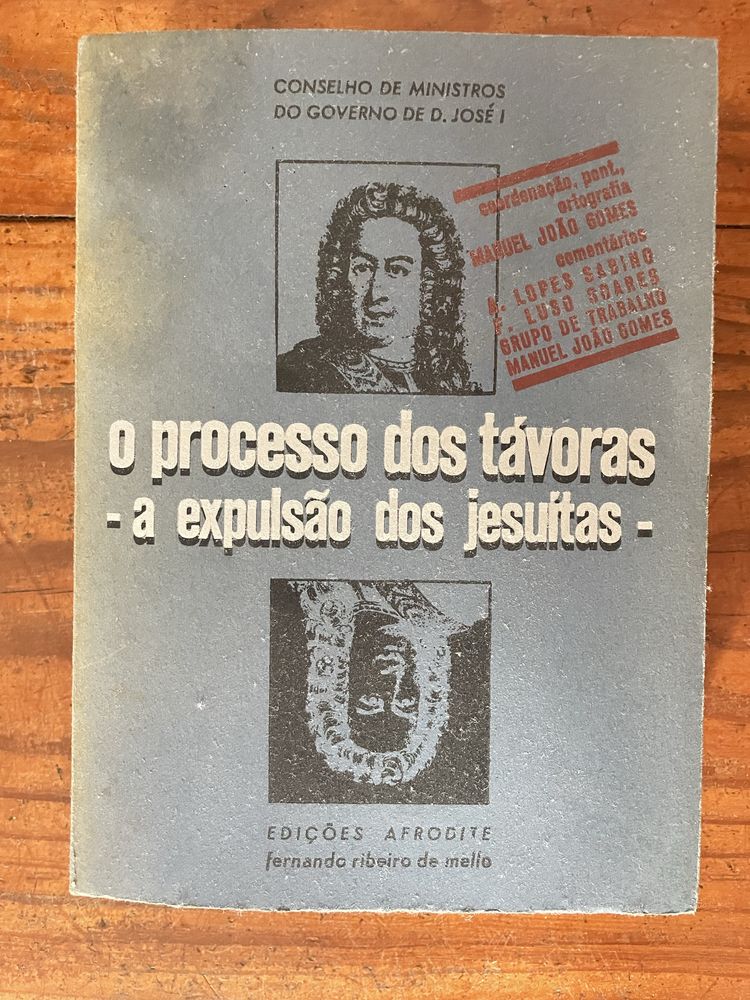 CONSELHO DE MINISTROS
DO GOVERNO DE D. JOSÉ I
coordenação, pont.,
ortografia
MANUEL JOÃO GOMES
comentários
A. LOPES SABINO
F. LUSO SOARES
GRUPO DE TRABALHO
MANUEL JOÃO GOMES
o processo dos távoras
- a expulsão dos jesuítas -
EDIÇÕES AFRODITE
fernando ribeiro de mello